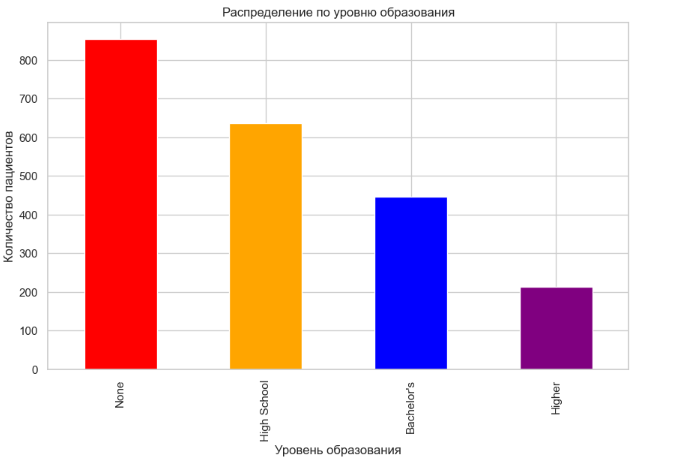 Распределение по уровню образования
Количество пациентов
800
700
600
500
400
300
200
100
0
None
High School
Bachelor's
Higher
Уровень образования